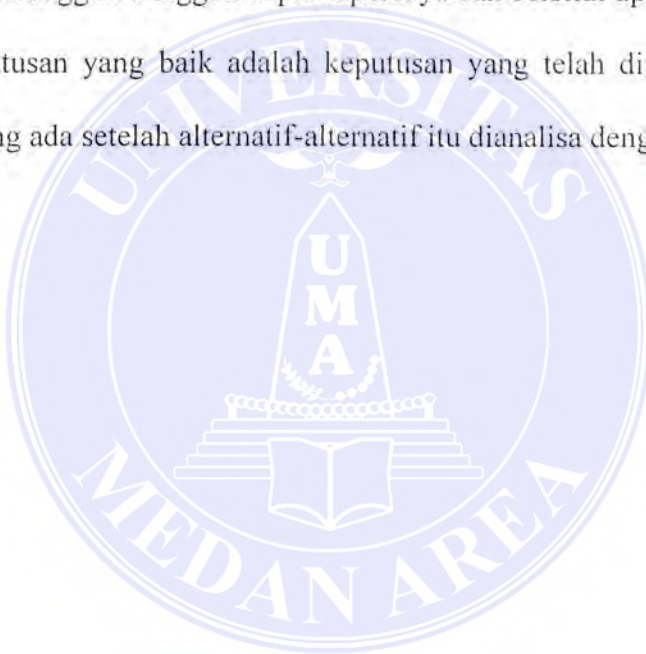 tusan yang baik adalah keputusan yang telah di
ng ada setelah alternatif-alternatif itu dianalisa deng
UNIVERSITAS
UMA
MEDAN AREA